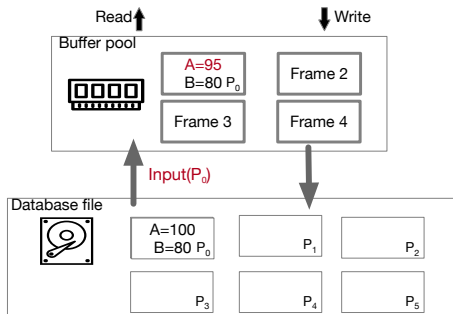 Read
Write
Buffer pool
A=95
B=80 P₀
Frame 2
Frame 3
Frame 4
Input(P₀)
Database file
A=100
B=80 P₀
P₁
P₂
P₃
P₄
P₅